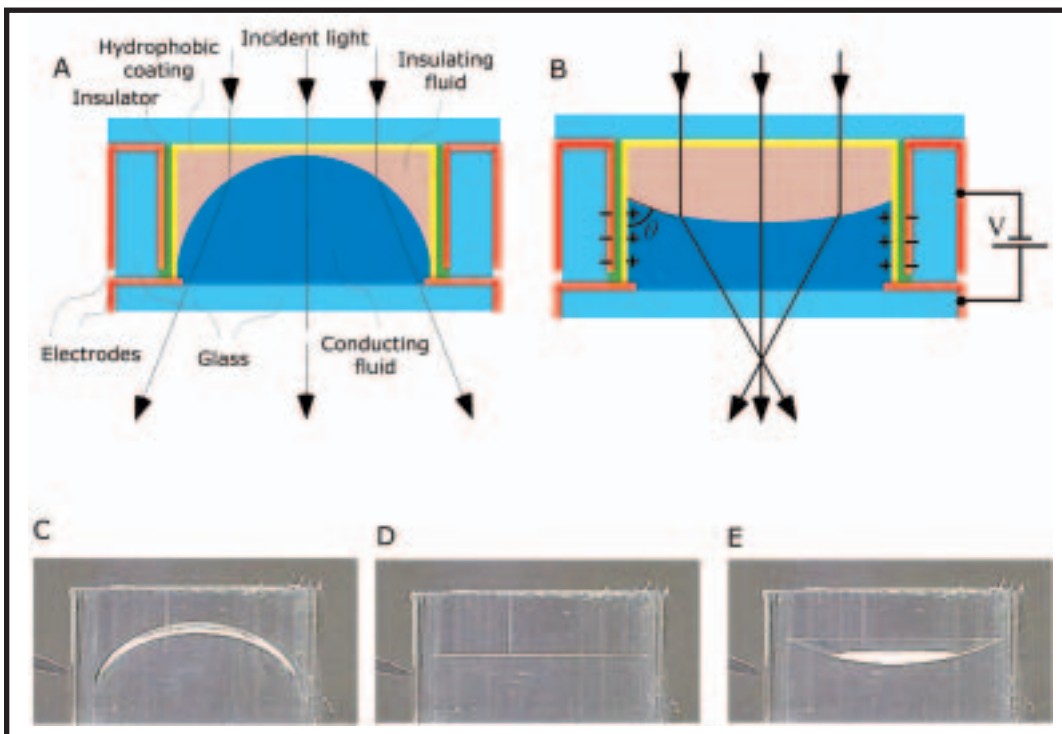 A
Hydrophobic
coating
Insulator
Incident light
Insulating
fluid
Electrodes
Glass
Conducting
fluid
B
θ
V
C
D
E